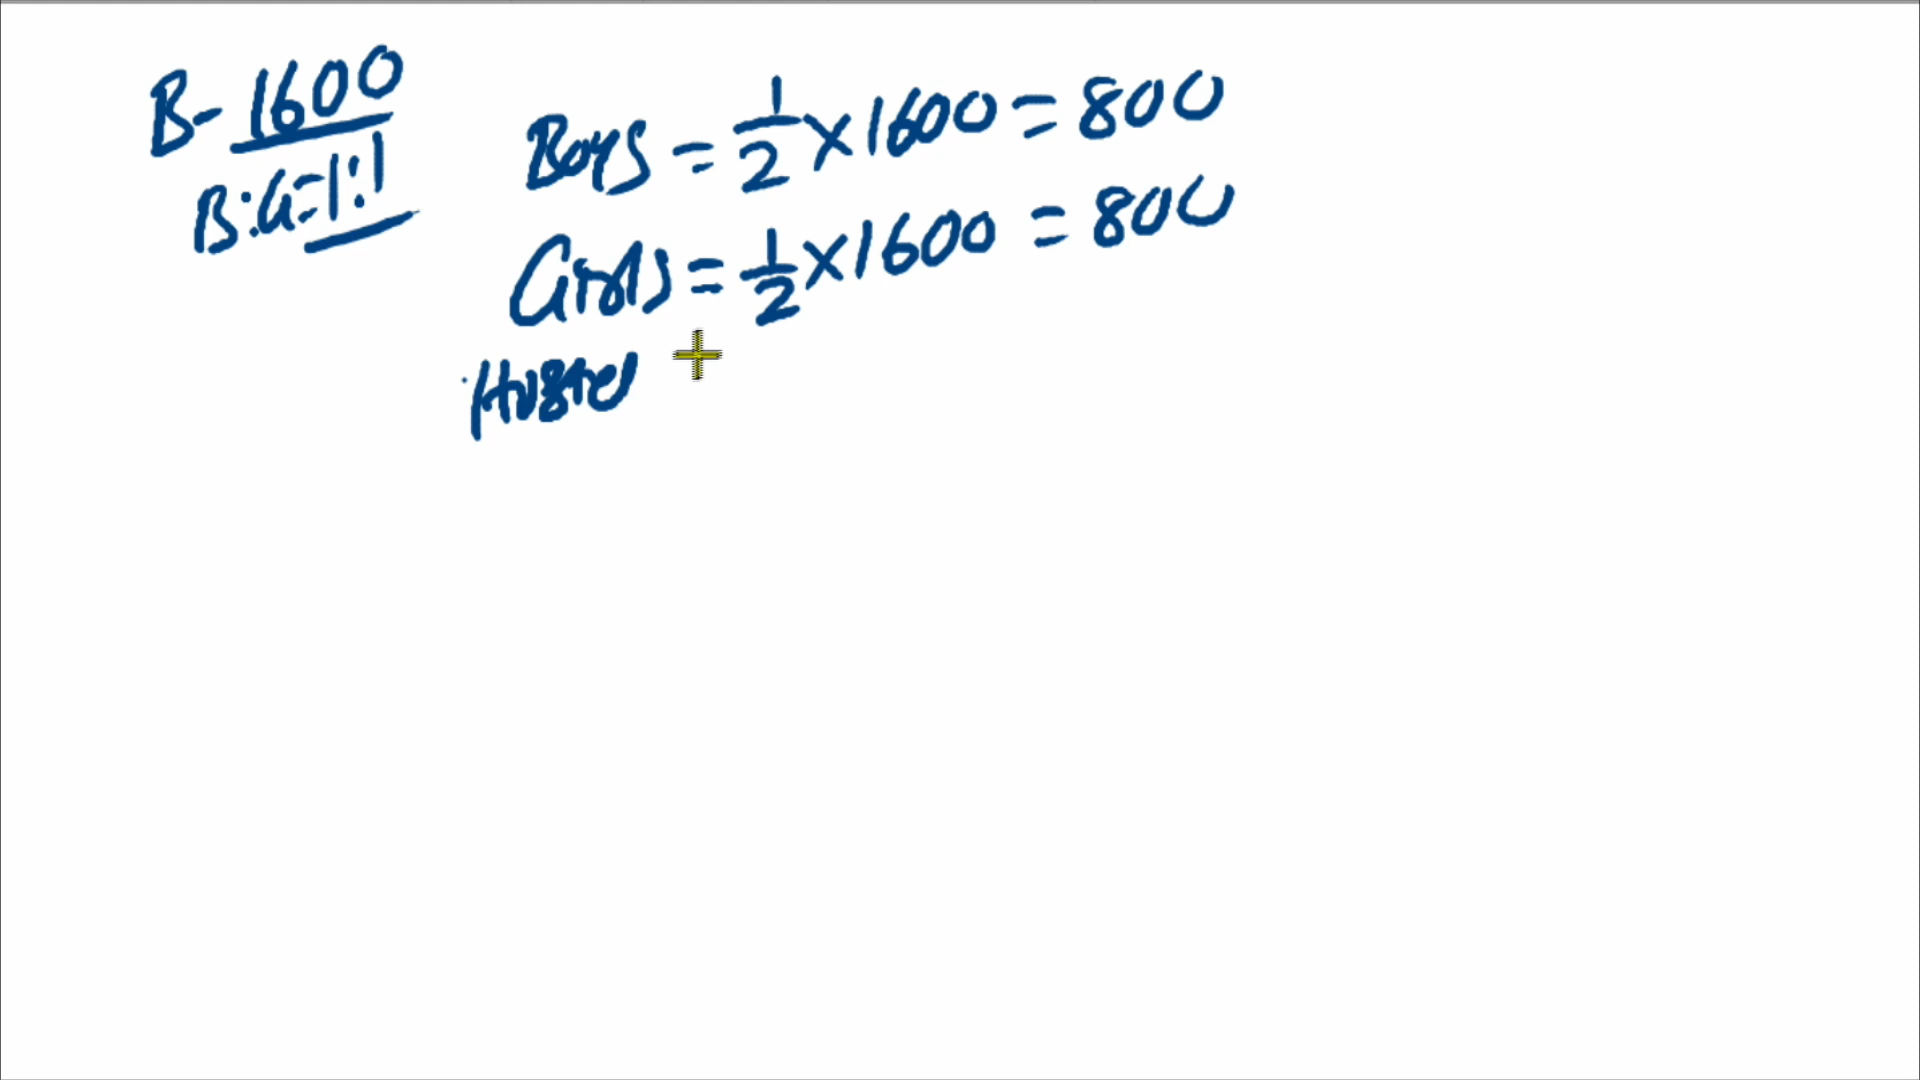 B- 1600
B:G=1:1
Boys = 1/2 × 1600 = 800
Girls = 1/2 × 1600 = 800
Hostel